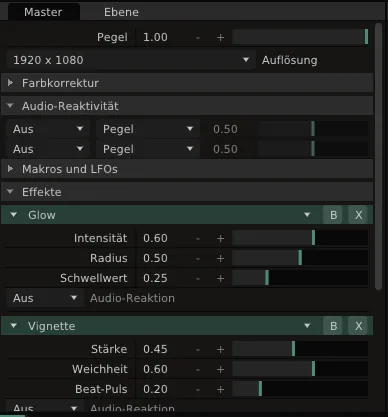 Master Ebene
Pegel 1.00 - +
1920 x 1080 Auflösung
Farbkorrektur
Audio-Reaktivität
Aus Pegel 0.50
Aus Pegel 0.50
Makros und LFOs
Effekte
Glow B X
Intensität 0.60 - +
Radius 0.50 - +
Schwellwert 0.25 - +
Aus Audio-Reaktion
Vignette B X
Stärke 0.45 - +
Weichheit 0.60 - +
Beat-Puls 0.20 - +
Aus Audio-Reaktion